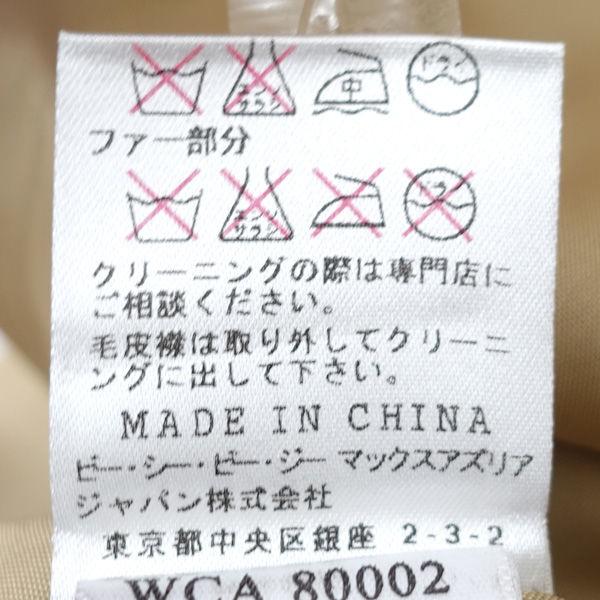 エンソ
サラシ
中
ドライ
ファー部分
エンソ
サラシ
ドライ
クリーニングの際は専門店に
ご相談ください。
毛皮襟は取り外してクリーニ
ングに出して下さい。
MADE IN CHINA
ビー・シー・ビー・ジー マックスアズリア
ジャパン株式会社
東京都中央区銀座 2-3-2
WCA 80002